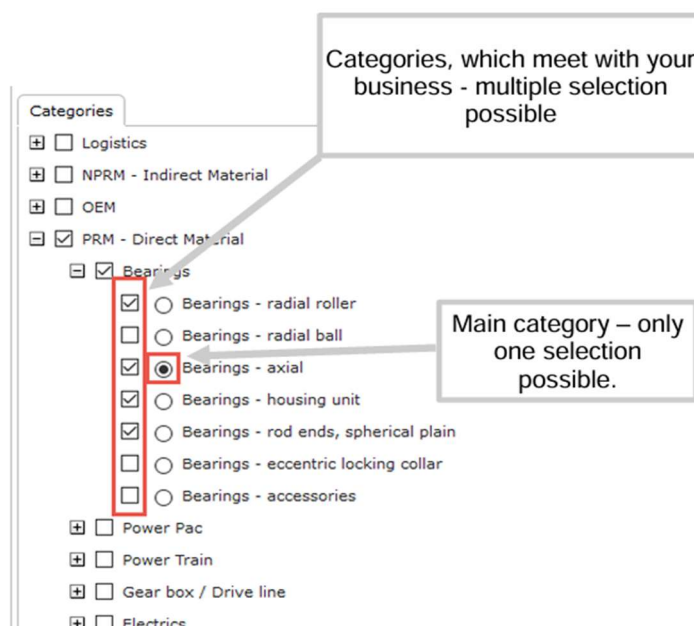 Categories, which meet with your
business - multiple selection
possible
Categories
Logistics
NPRM - Indirect Material
OEM
PRM - Direct Material
Bearings
Bearings - radial roller
Bearings - radial ball
Main category – only
one selection
possible.
Bearings - axial
Bearings - housing unit
Bearings - rod ends, spherical plain
Bearings - eccentric locking collar
Bearings - accessories
Power Pac
Power Train
Gear box / Drive line
Electrics